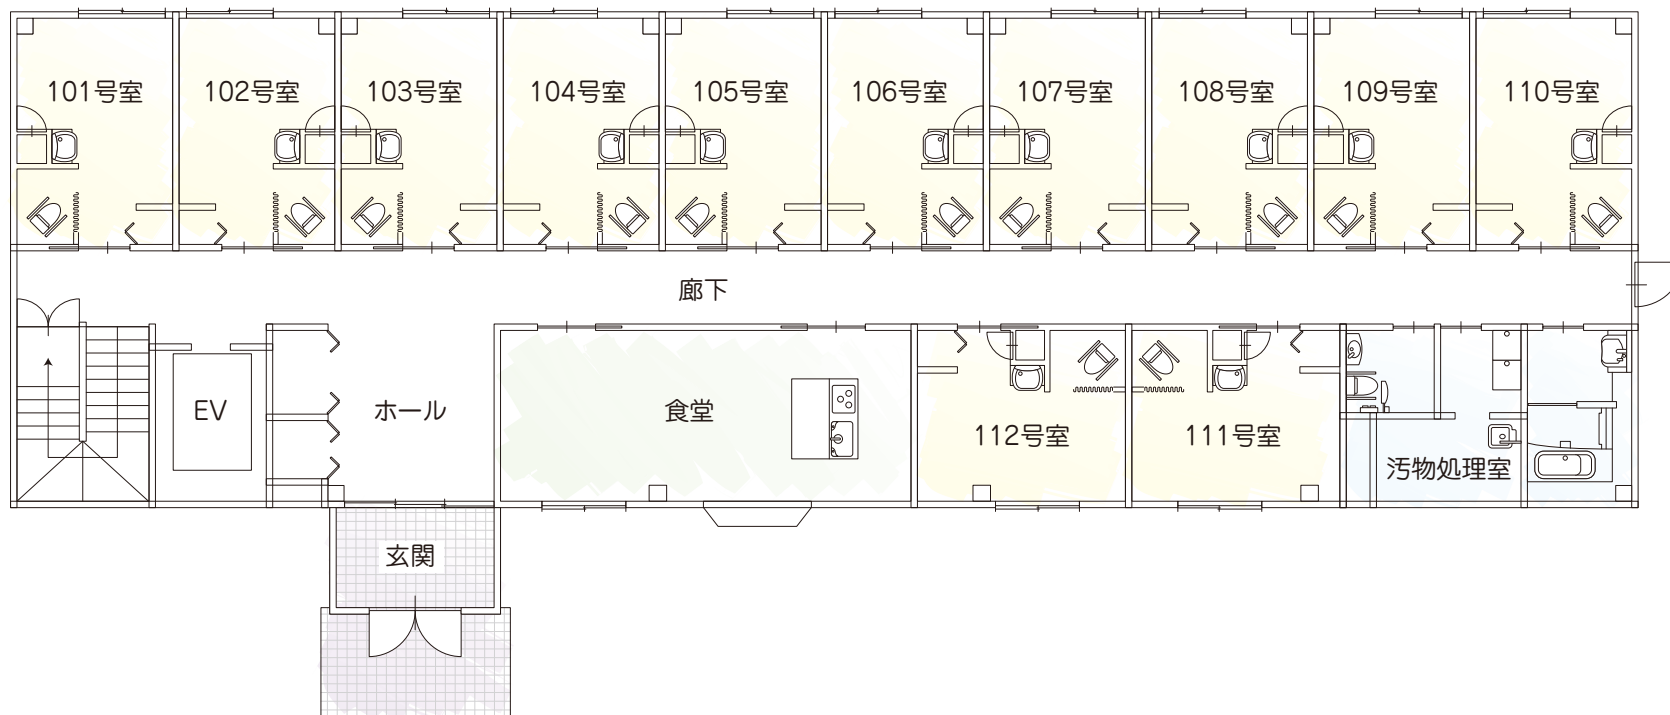 101号室
102号室
103号室
104号室
105号室
106号室
107号室
108号室
109号室
110号室
廊下
EV
ホール
食堂
112号室
111号室
汚物処理室
玄関